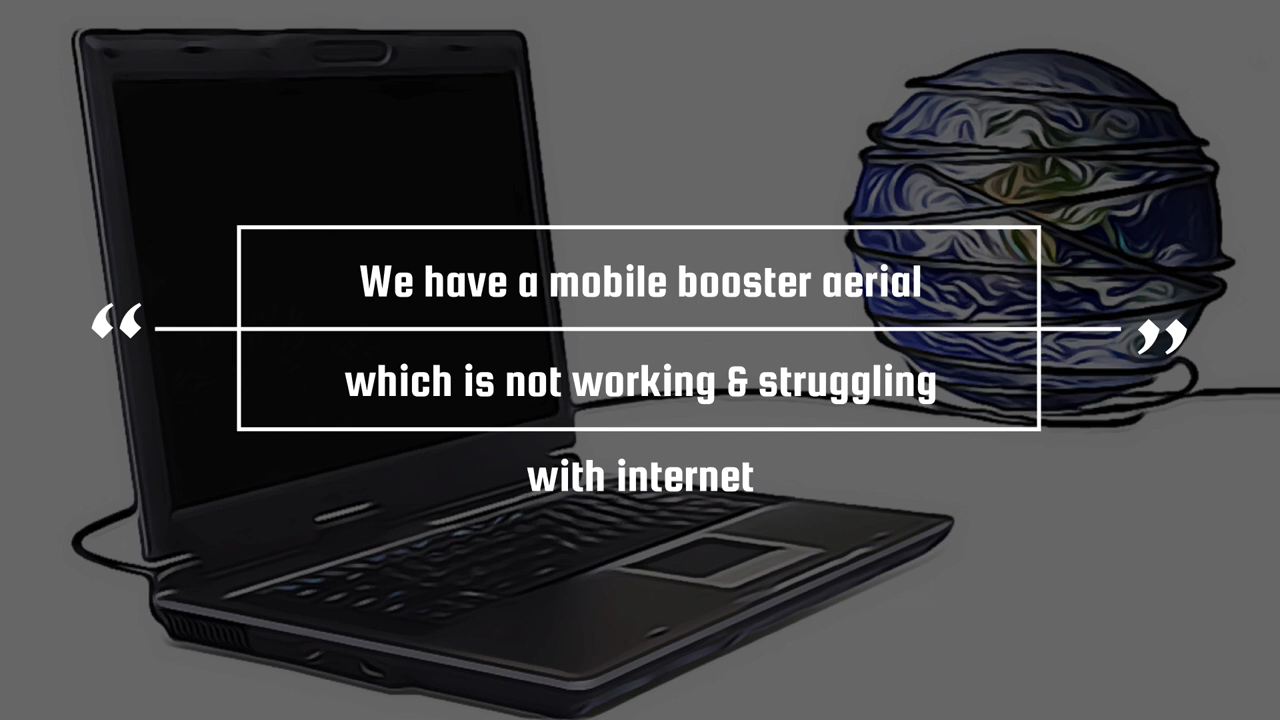 We have a mobile booster aerial
which is not working & struggling
with internet